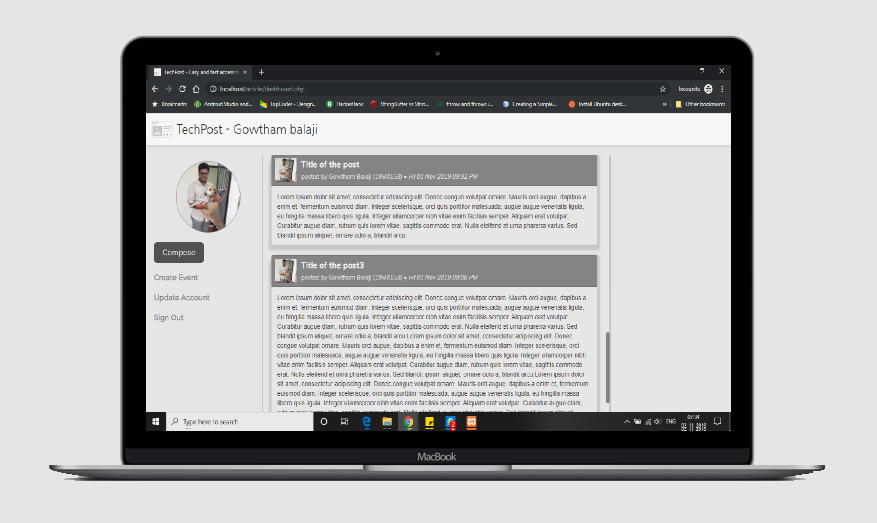 TechPost - Easy and fast access to
localhost/article/dashboard.php
Incognito
Bookmarks Android Studio and... TopCoder - Design... HackerRank StringBuffer vs Strin... throw and throws i... Creating a Simple... Install Ubuntu desk... » Other bookmarks
TechPost - Gowtham balaji
Compose
Create Event
Update Account
Sign Out
Title of the post
posted by Gowtham Balaji (19MX153) • Fri 01 Nov 2019 09:32 PM
Lorem ipsum dolor sit amet, consectetur adipiscing elit. Donec congue volutpat ornare. Mauris orci augue, dapibus a
enim et, fermentum euismod diam. Integer scelerisque, orci quis porttitor malesuada, augue augue venenatis ligula,
eu fringilla massa libero quis ligula. Integer ullamcorper nibh vitae enim facilisis semper. Aliquam erat volutpat.
Curabitur augue diam, rutrum quis lorem vitae, sagittis commodo erat. Nulla eleifend et urna pharetra varius. Sed
blandit ipsum aliquet, ornare odio a, blandit arcu.
Title of the post3
posted by Gowtham Balaji (19MX153) • Fri 01 Nov 2019 09:08 PM
Lorem ipsum dolor sit amet, consectetur adipiscing elit. Donec congue volutpat ornare. Mauris orci augue, dapibus a
enim et, fermentum euismod diam. Integer scelerisque, orci quis porttitor malesuada, augue augue venenatis ligula,
eu fringilla massa libero quis ligula. Integer ullamcorper nibh vitae enim facilisis semper. Aliquam erat volutpat.
Curabitur augue diam, rutrum quis lorem vitae, sagittis commodo erat. Nulla eleifend et urna pharetra varius. Sed
blandit ipsum aliquet, ornare odio a, blandit arcu.Lorem ipsum dolor sit amet, consectetur adipiscing elit. Donec
congue volutpat ornare. Mauris orci augue, dapibus a enim et, fermentum euismod diam. Integer scelerisque, orci
quis porttitor malesuada, augue augue venenatis ligula, eu fringilla massa libero quis ligula. Integer ullamcorper nibh
vitae enim facilisis semper. Aliquam erat volutpat. Curabitur augue diam, rutrum quis lorem vitae, sagittis commodo
erat. Nulla eleifend et urna pharetra varius. Sed blandit ipsum aliquet, ornare odio a, blandit arcu.Lorem ipsum dolor
sit amet, consectetur adipiscing elit. Donec congue volutpat ornare. Mauris orci augue, dapibus a enim et, fermentum
euismod diam. Integer scelerisque, orci quis porttitor malesuada, augue augue venenatis ligula, eu fringilla massa
libero quis ligula. Integer ullamcorper nibh vitae enim facilisis semper. Aliquam erat volutpat. Curabitur augue diam,
Type here to search
2
ENG
07:34
02-11-2019
MacBook